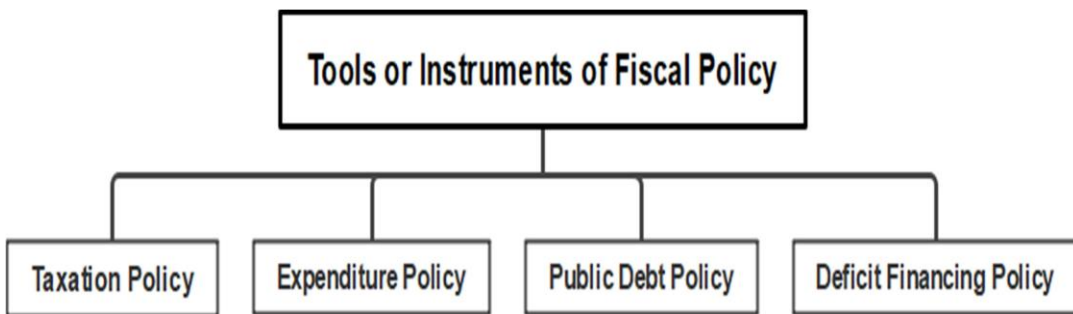 Tools or Instruments of Fiscal Policy
Taxation Policy
Expenditure Policy
Public Debt Policy
Deficit Financing Policy